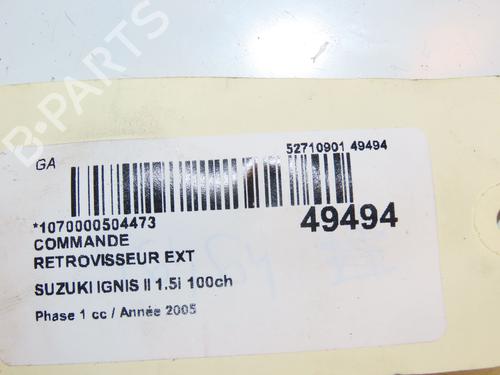 B-PARTS
GA
52710901 49494
*1070000504473
49494
COMMANDE
RETROVISSEUR EXT
SUZUKI IGNIS II 1.5i 100ch
Phase 1 cc / Année 2005